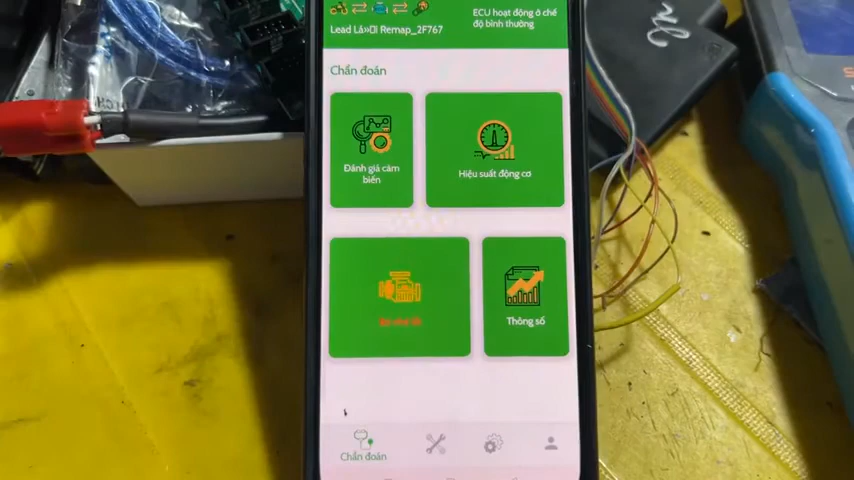 ECU hoạt động ở chế
độ bình thường
Lead Lá»0I Remap_2F767
Chẩn đoán
Đánh giá cảm
biến
Hiệu suất động cơ
Thông số
Chẩn đoán